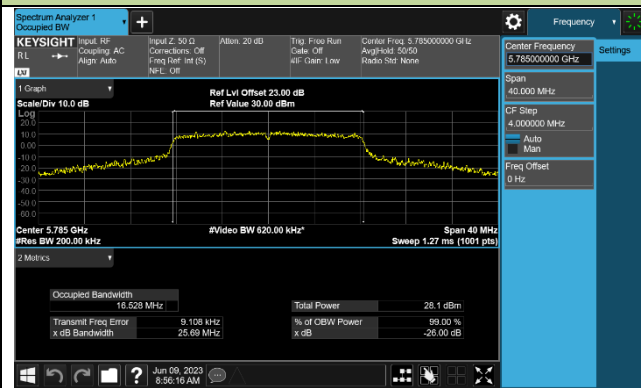 Spectrum Analyzer 1
Occupied BW
+
Frequency
KEYSIGHT
RL
LXI
Input: RF
Coupling: AC
Align: Auto
Input Z: 50 Ω
Corrections: Off
Freq Ref: Int (S)
NFE: Off
Atten: 20 dB
Trig: Free Run
Gate: Off
#IF Gain: Low
Center Freq: 5.785000000 GHz
Avg|Hold: 50/50
Radio Std: None
Center Frequency
5.785000000 GHz
Settings
Span
40.000 MHz
CF Step
4.000000 MHz
Auto
Man
Freq Offset
0 Hz
1 Graph
Scale/Div 10.0 dB
Ref Lvl Offset 23.00 dB
Ref Value 30.00 dBm
Log
20.0
10.0
0.00
-10.0
-20.0
-30.0
-40.0
-50.0
-60.0
Center 5.785 GHz
#Video BW 620.00 kHz*
Span 40 MHz
#Res BW 200.00 kHz
Sweep 1.27 ms (1001 pts)
2 Metrics
Occupied Bandwidth
16.528 MHz
Total Power 28.1 dBm
Transmit Freq Error 9.108 kHz
% of OBW Power 99.00 %
x dB Bandwidth 25.69 MHz
x dB -26.00 dB
?
Jun 09, 2023
8:56:16 AM